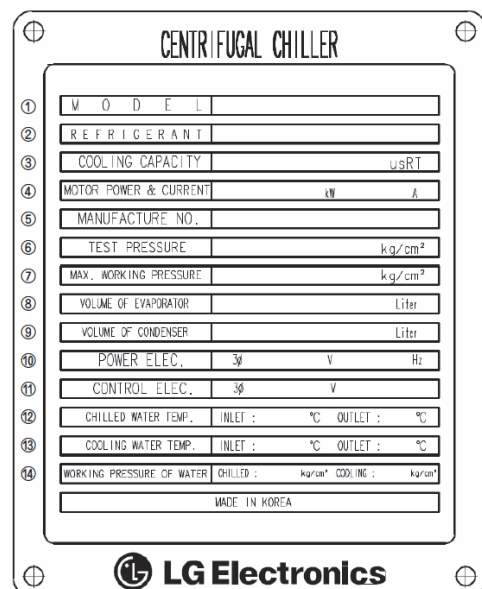 CENTRIFUGAL CHILLER
① MODEL
② REFRIGERANT
③ COOLING CAPACITY usRT
④ MOTOR POWER & CURRENT kW A
⑤ MANUFACTURE NO.
⑥ TEST PRESSURE kg/cm²
⑦ MAX. WORKING PRESSURE kg/cm²
⑧ VOLUME OF EVAPORATOR Liter
⑨ VOLUME OF CONDENSER Liter
⑩ POWER ELEC. 3ø V Hz
⑪ CONTROL ELEC. 3ø V
⑫ CHILLED WATER TEMP. INLET : °C OUTLET : °C
⑬ COOLING WATER TEMP. INLET : °C OUTLET : °C
⑭ WORKING PRESSURE OF WATER CHILLED : kg/cm² COOLING : kg/cm²
MADE IN KOREA
LG LG Electronics